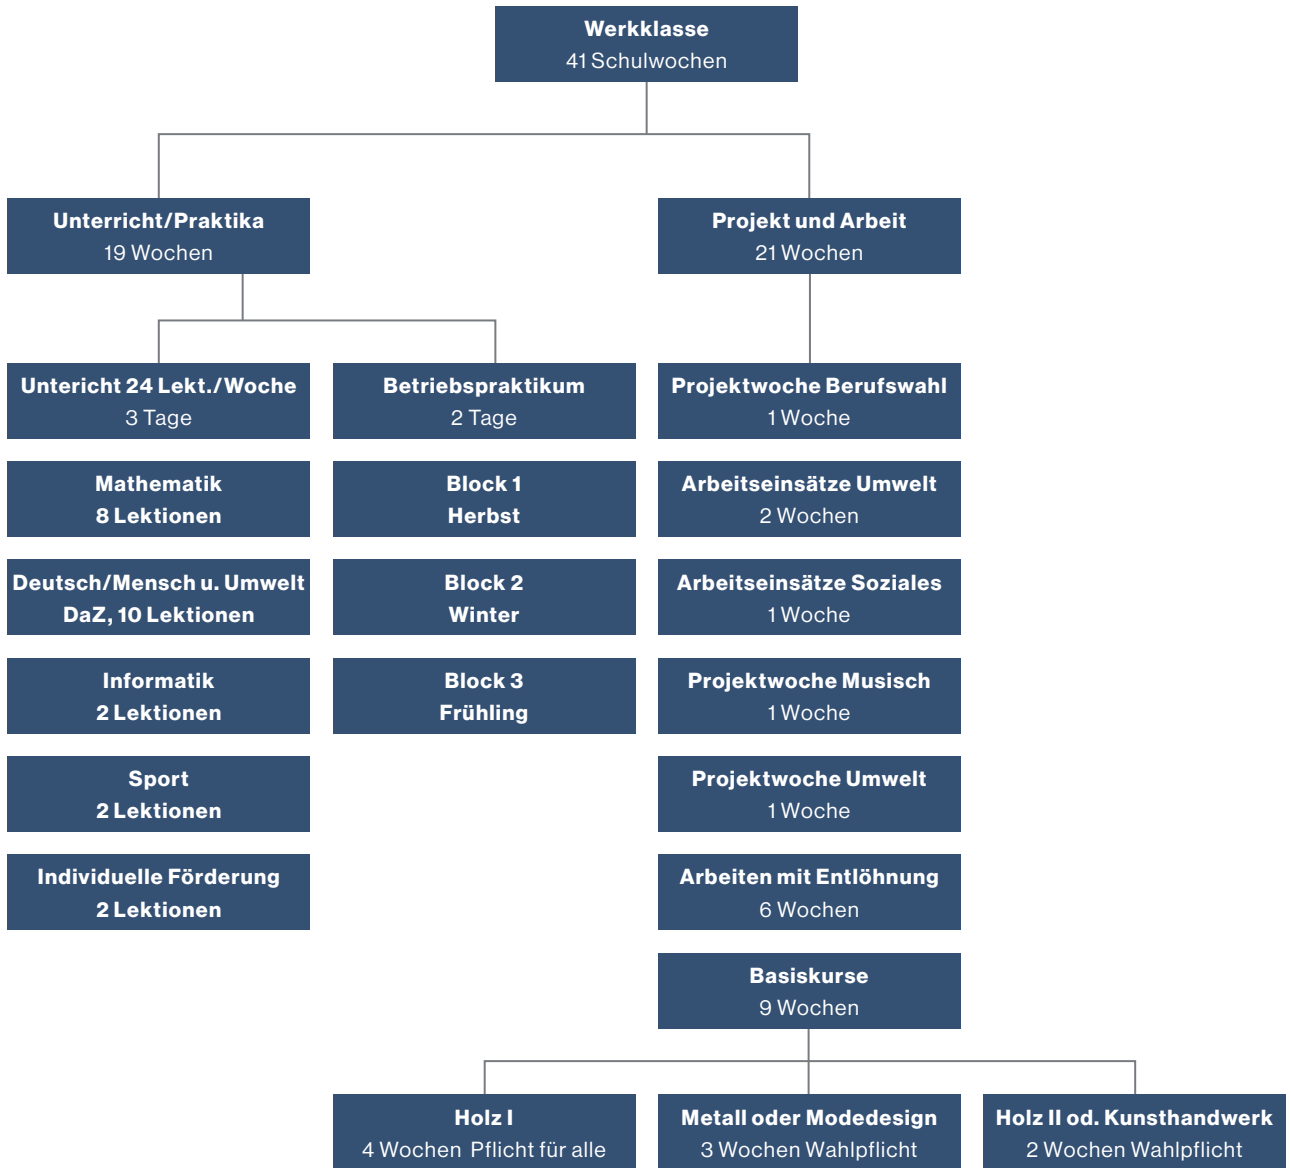 Werkklasse
41 Schulwochen
Unterricht/Praktika
19 Wochen
Projekt und Arbeit
21 Wochen
Untericht 24 Lekt./Woche
3 Tage
Betriebspraktikum
2 Tage
Projektwoche Berufswahl
1 Woche
Mathematik
8 Lektionen
Block 1
Herbst
Arbeitseinsätze Umwelt
2 Wochen
Deutsch/Mensch u. Umwelt
DaZ, 10 Lektionen
Block 2
Winter
Arbeitseinsätze Soziales
1 Woche
Informatik
2 Lektionen
Block 3
Frühling
Projektwoche Musisch
1 Woche
Sport
2 Lektionen
Projektwoche Umwelt
1 Woche
Individuelle Förderung
2 Lektionen
Arbeiten mit Entlöhnung
6 Wochen
Basiskurse
9 Wochen
Holz I
4 Wochen Pflicht für alle
Metall oder Modedesign
3 Wochen Wahlpflicht
Holz II od. Kunsthandwerk
2 Wochen Wahlpflicht